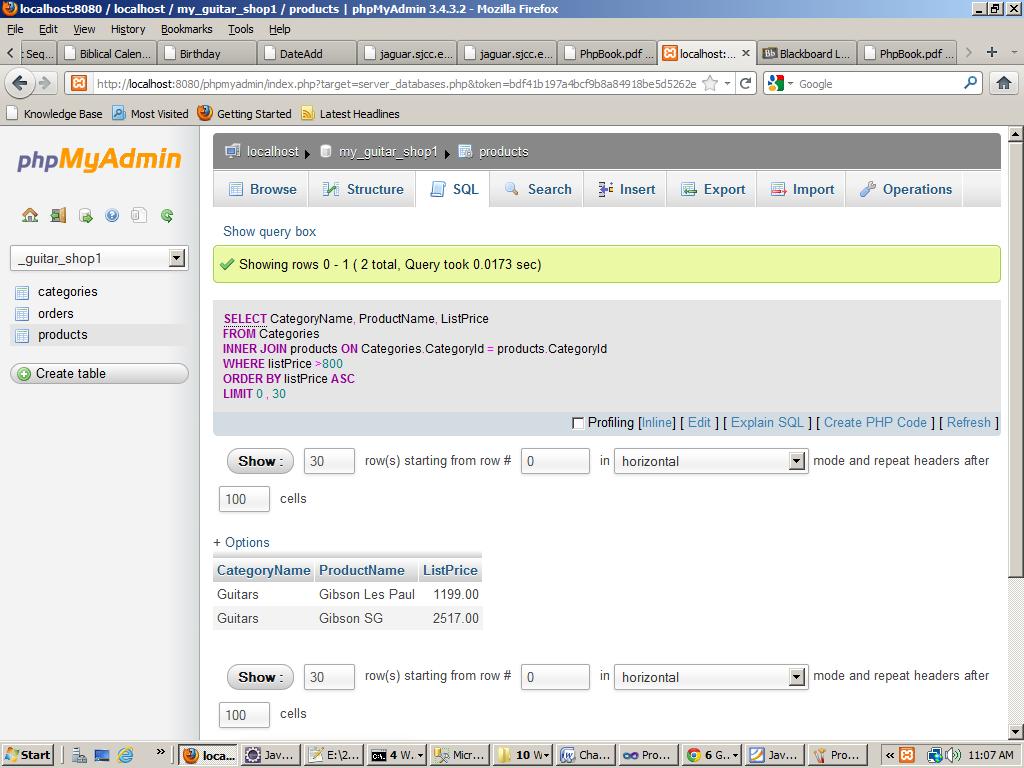 localhost:8080 / localhost / my_guitar_shop1 / products | phpMyAdmin 3.4.3.2 - Mozilla Firefox
File Edit View History Bookmarks Tools Help
Seq... Biblical Calen... Birthday DateAdd jaguar.sjcc.e... jaguar.sjcc.e... PhpBook.pdf ... localhost:... Blackboard L... PhpBook.pdf ...
http://localhost:8080/phpmyadmin/index.php?target=server_databases.php&token=bdf41b197a4bcf9b8a84918be5d5262e Google
Knowledge Base Most Visited Getting Started Latest Headlines
phpMyAdmin
_guitar_shop1
categories
orders
products
Create table
localhost my_guitar_shop1 products
Browse Structure SQL Search Insert Export Import Operations
Show query box
Showing rows 0 - 1 ( 2 total, Query took 0.0173 sec)
SELECT CategoryName, ProductName, ListPrice
FROM Categories
INNER JOIN products ON Categories.CategoryId = products.CategoryId
WHERE listPrice >800
ORDER BY listPrice ASC
LIMIT 0 , 30
Profiling [Inline] [ Edit ] [ Explain SQL ] [ Create PHP Code ] [ Refresh ]
Show : 30 row(s) starting from row # 0 in horizontal mode and repeat headers after
100 cells
+ Options
CategoryName ProductName ListPrice
Guitars Gibson Les Paul 1199.00
Guitars Gibson SG 2517.00
Show : 30 row(s) starting from row # 0 in horizontal mode and repeat headers after
100 cells
Start » loca... Jav... E:\2... 4 W... Micr... 10 W... Cha... Pro... 6 G... Jav... Pro... « 11:07 AM